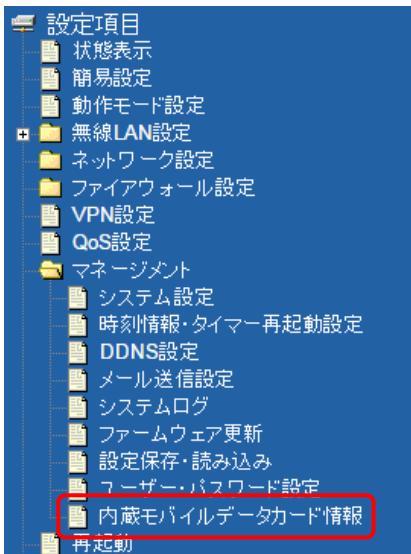 設定項目
状態表示
簡易設定
動作モード設定
無線LAN設定
ネットワーク設定
ファイアウォール設定
VPN設定
QoS設定
マネージメント
システム設定
時刻情報・タイマー再起動設定
DDNS設定
メール送信設定
システムログ
ファームウェア更新
設定保存・読み込み
ユーザー・パスワード設定
内蔵モバイルデータカード情報
再起動